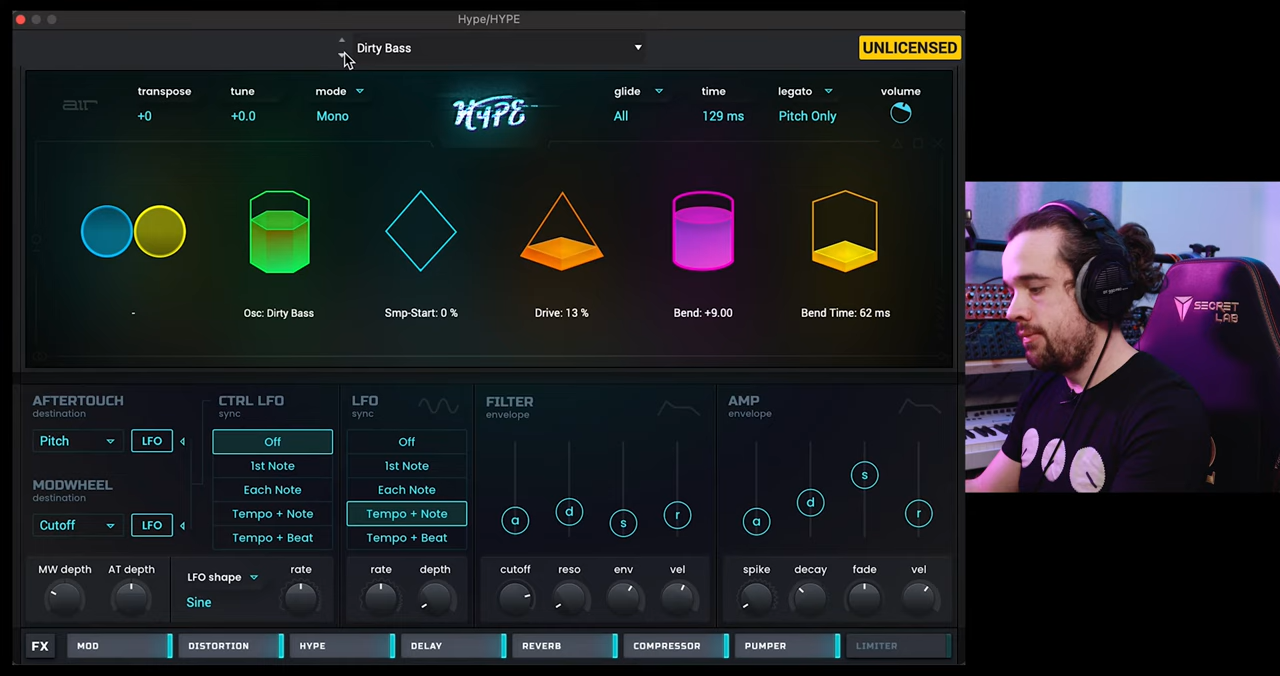 Hype/HYPE
Dirty Bass
UNLICENSED
air
transpose
tune
mode
HYPE
glide
time
legato
volume
+0
+0.0
Mono
All
129 ms
Pitch Only
-
Osc: Dirty Bass
Smp-Start: 0 %
Drive: 13 %
Bend: +9.00
Bend Time: 62 ms
AFTERTOUCH
destination
Pitch
LFO
MODWHEEL
destination
Cutoff
LFO
MW depth
AT depth
CTRL LFO
sync
Off
1st Note
Each Note
Tempo + Note
Tempo + Beat
LFO shape
Sine
rate
LFO
sync
Off
1st Note
Each Note
Tempo + Note
Tempo + Beat
rate
depth
FILTER
envelope
a
d
s
r
cutoff
reso
env
vel
AMP
envelope
a
d
s
r
spike
decay
fade
vel
FX
MOD
DISTORTION
HYPE
DELAY
REVERB
COMPRESSOR
PUMPER
LIMITER
SECRET
LAB